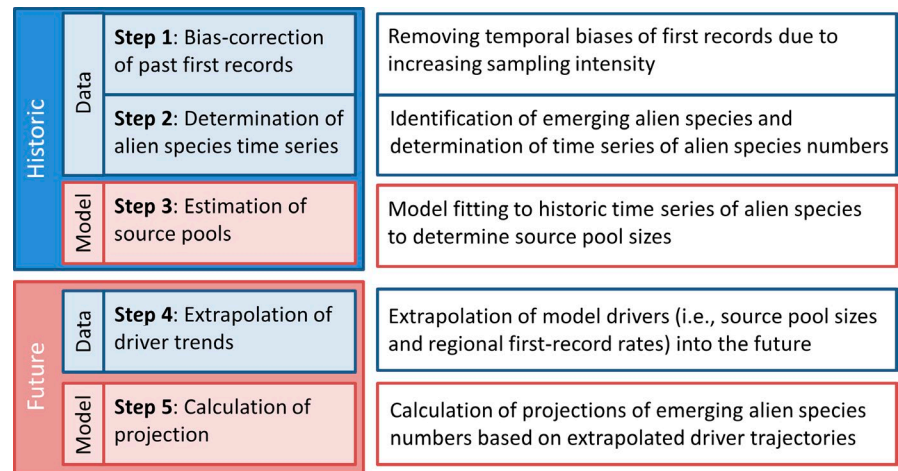 Historic
Data
Step 1: Bias-correction
of past first records
Removing temporal biases of first records due to
increasing sampling intensity
Step 2: Determination of
alien species time series
Identification of emerging alien species and
determination of time series of alien species numbers
Model
Step 3: Estimation of
source pools
Model fitting to historic time series of alien species
to determine source pool sizes
Future
Data
Step 4: Extrapolation of
driver trends
Extrapolation of model drivers (i.e., source pool sizes
and regional first-record rates) into the future
Model
Step 5: Calculation of
projection
Calculation of projections of emerging alien species
numbers based on extrapolated driver trajectories